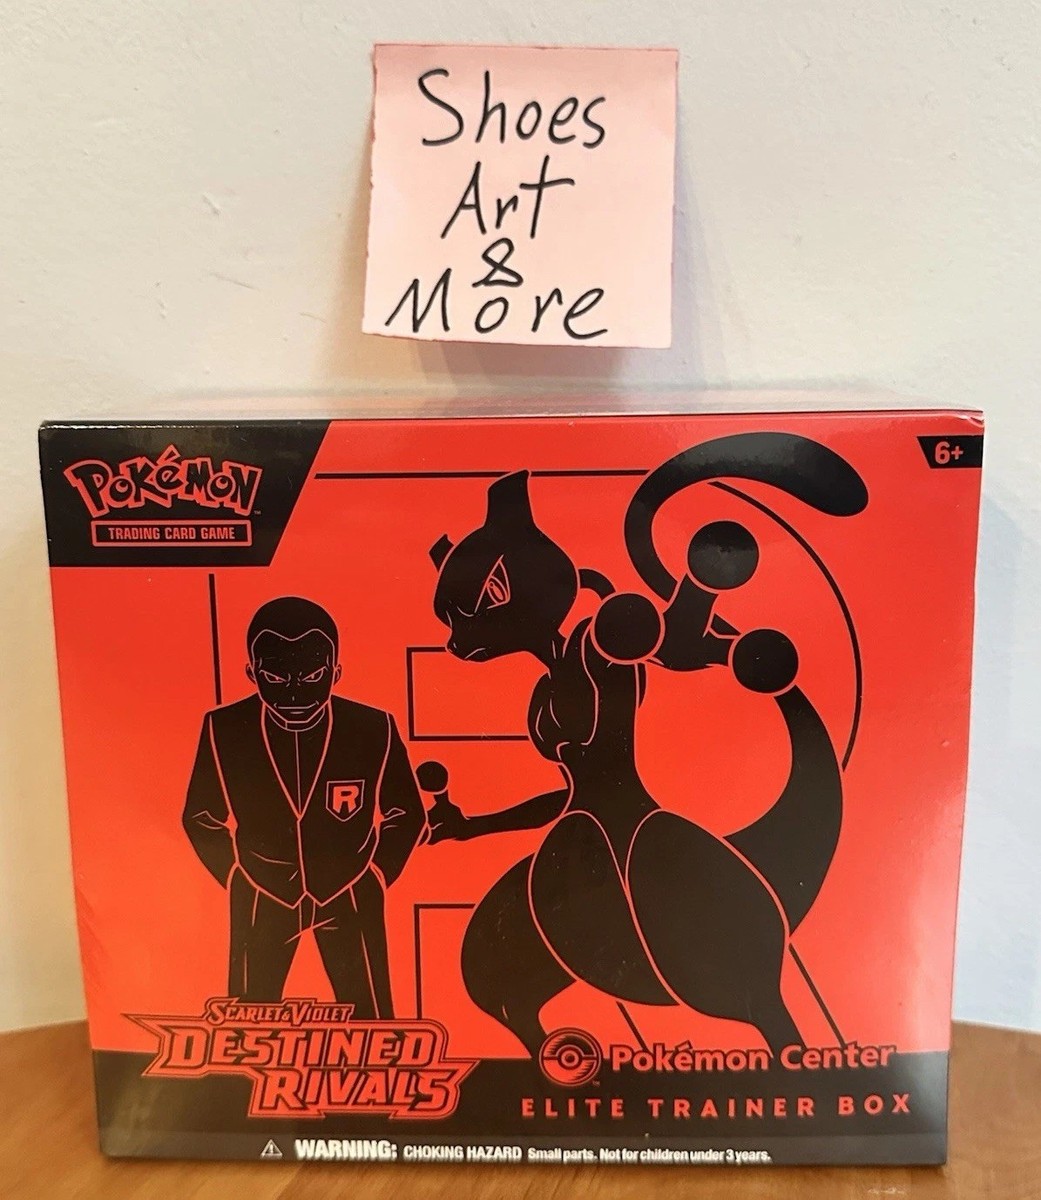 Shoes
Art
&
More
POKéMON
TRADING CARD GAME
6+
R
SCARLET & VIOLET
DESTINED
RIVALS
Pokémon Center
ELITE TRAINER BOX
⚠ WARNING: CHOKING HAZARD Small parts. Not for children under 3 years.